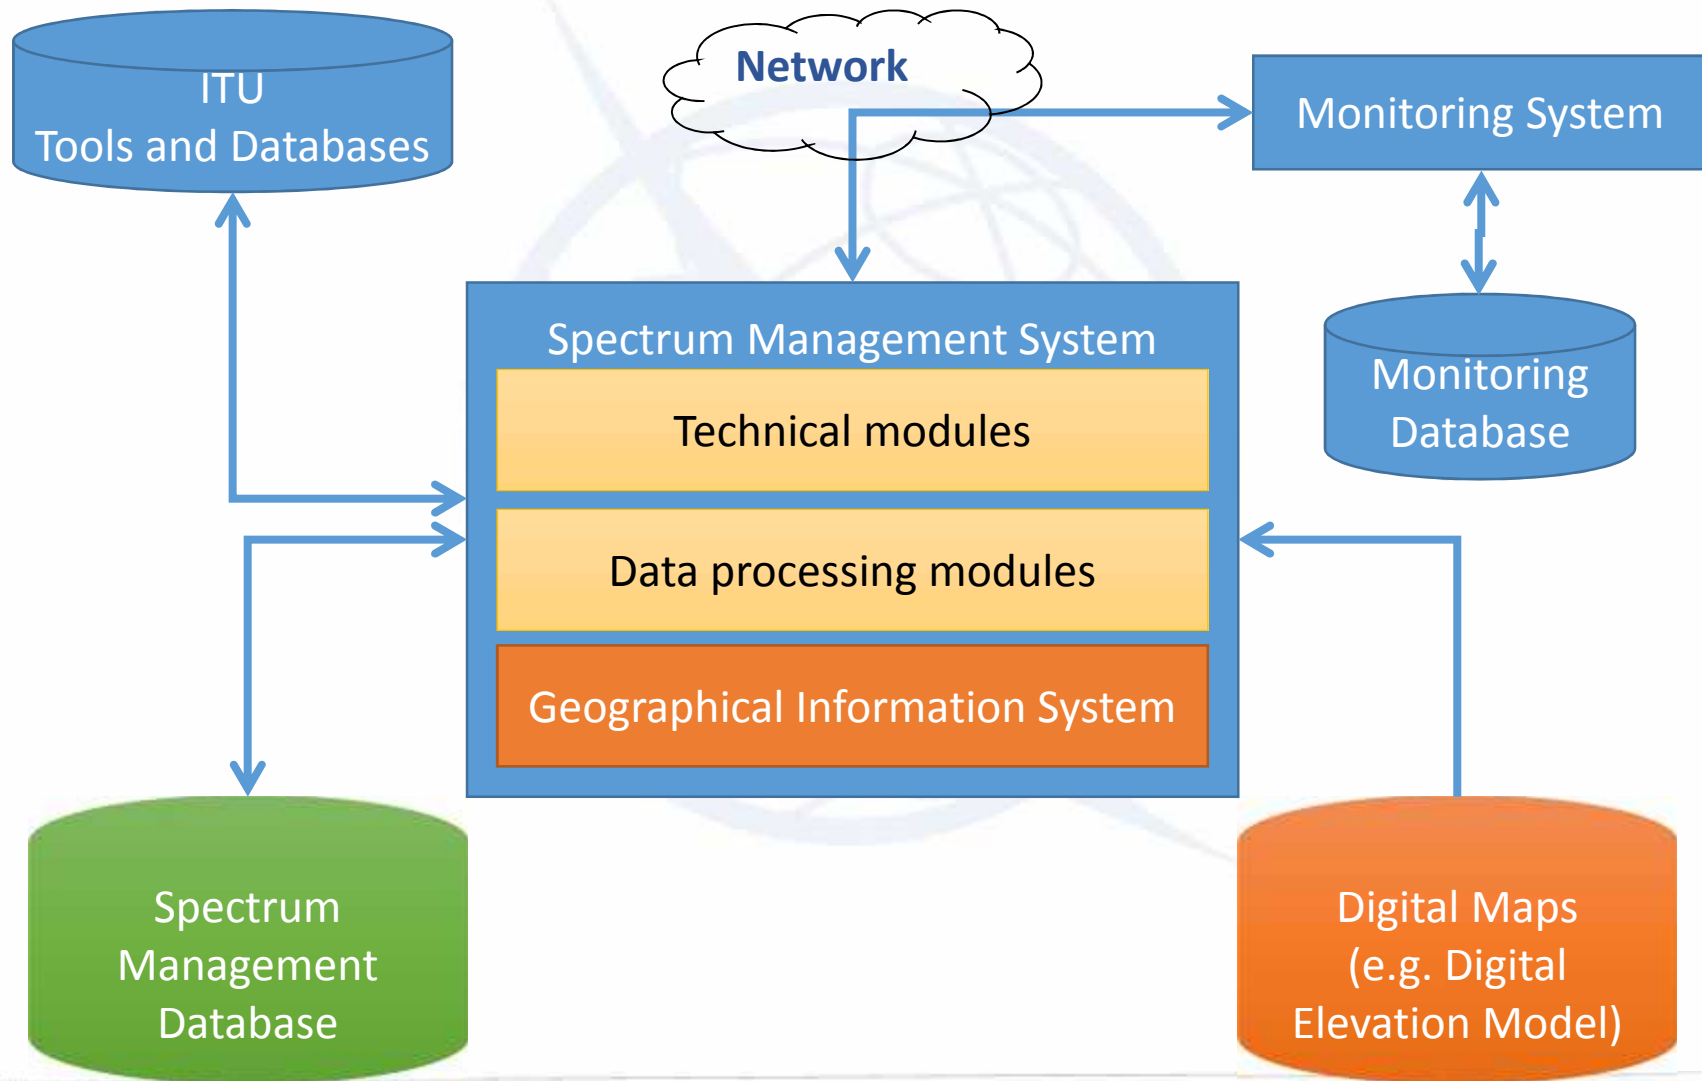 ITU
Tools and Databases
Network
Monitoring System
Spectrum Management System
Technical modules
Data processing modules
Geographical Information System
Monitoring
Database
Spectrum
Management
Database
Digital Maps
(e.g. Digital
Elevation Model)